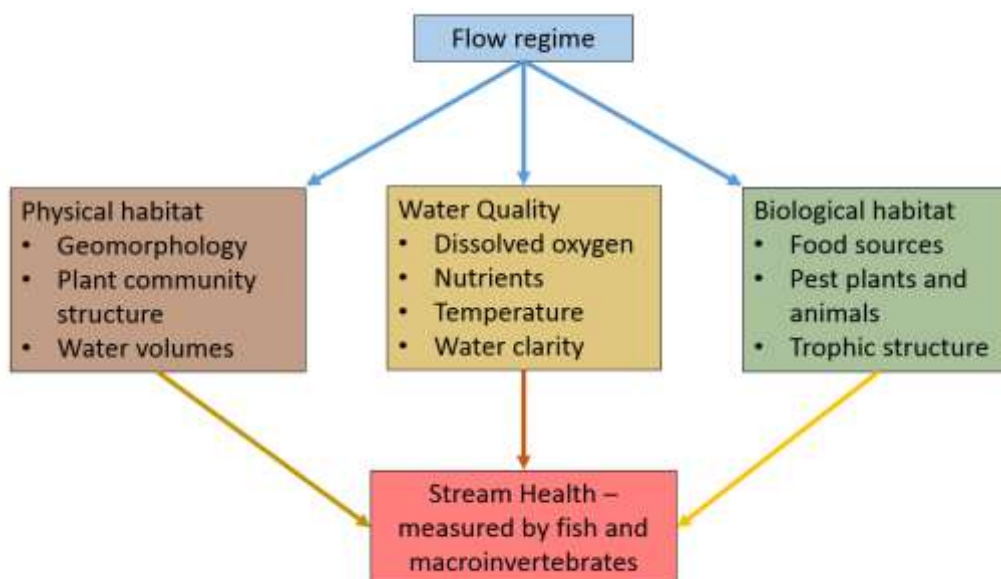 Flow regime
Physical habitat
• Geomorphology
• Plant community
structure
• Water volumes
Water Quality
• Dissolved oxygen
• Nutrients
• Temperature
• Water clarity
Biological habitat
• Food sources
• Pest plants and
animals
• Trophic structure
Stream Health –
measured by fish and
macroinvertebrates